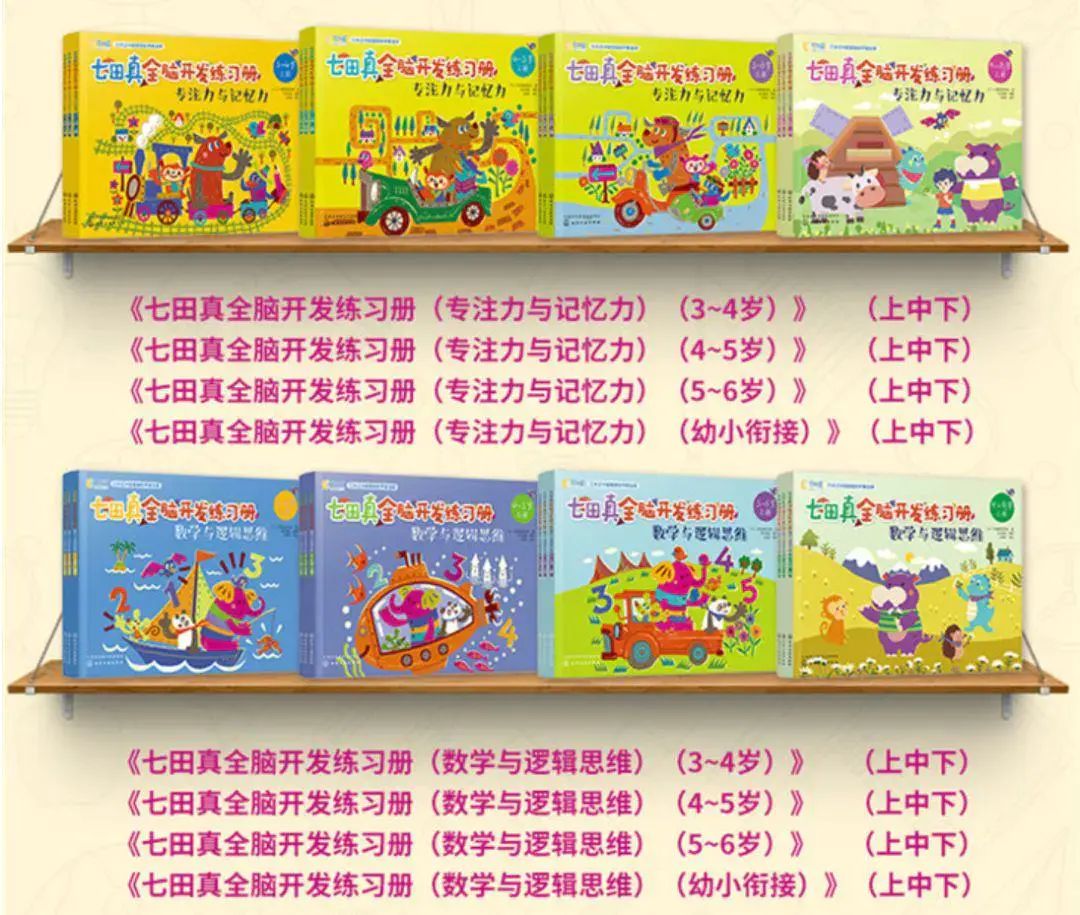 七田真全脑开发练习册 专注力与记忆力
七田真全脑开发练习册 专注力与记忆力
七田真全脑开发练习册 专注力与记忆力
七田真全脑开发练习册 专注力与记忆力
《七田真全脑开发练习册（专注力与记忆力）（3~4岁）》 （上中下）
《七田真全脑开发练习册（专注力与记忆力）（4~5岁）》 （上中下）
《七田真全脑开发练习册（专注力与记忆力）（5~6岁）》 （上中下）
《七田真全脑开发练习册（专注力与记忆力）（幼小衔接）》（上中下）
七田真全脑开发练习册 数学与逻辑思维
1 2 3
七田真全脑开发练习册 数学与逻辑思维
2 3 4
七田真全脑开发练习册 数学与逻辑思维
3 4 5
七田真全脑开发练习册 数学与逻辑思维
《七田真全脑开发练习册（数学与逻辑思维）（3~4岁）》 （上中下）
《七田真全脑开发练习册（数学与逻辑思维）（4~5岁）》 （上中下）
《七田真全脑开发练习册（数学与逻辑思维）（5~6岁）》 （上中下）
《七田真全脑开发练习册（数学与逻辑思维）（幼小衔接）》（上中下）